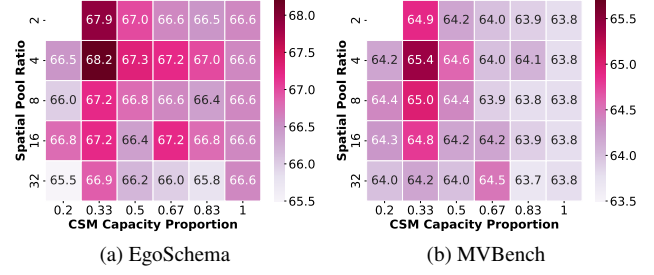 Spatial Pool Ratio
2 67.9 67.0 66.6 66.6 66.6
4 66.5 68.2 67.3 67.2 67.0 66.6
8 66.0 67.2 66.8 66.6 66.4 66.6
16 66.8 67.2 66.4 67.2 66.8 66.6
32 65.5 66.9 66.2 66.0 65.8 66.6
0.2 0.33 0.5 0.67 0.83 1
CSM Capacity Proportion
68.0
67.5
67.0
66.5
66.0
65.5
(a) EgoSchema
Spatial Pool Ratio
2 64.9 64.2 64.0 63.9 63.8
4 64.2 65.4 64.6 64.0 64.1 63.8
8 64.4 65.0 64.4 63.9 63.8 63.8
16 64.3 64.8 64.2 64.2 63.9 63.8
32 64.0 64.2 64.0 64.5 63.7 63.8
0.2 0.33 0.5 0.67 0.83 1
CSM Capacity Proportion
65.5
65.0
64.5
64.0
63.5
(b) MVBench